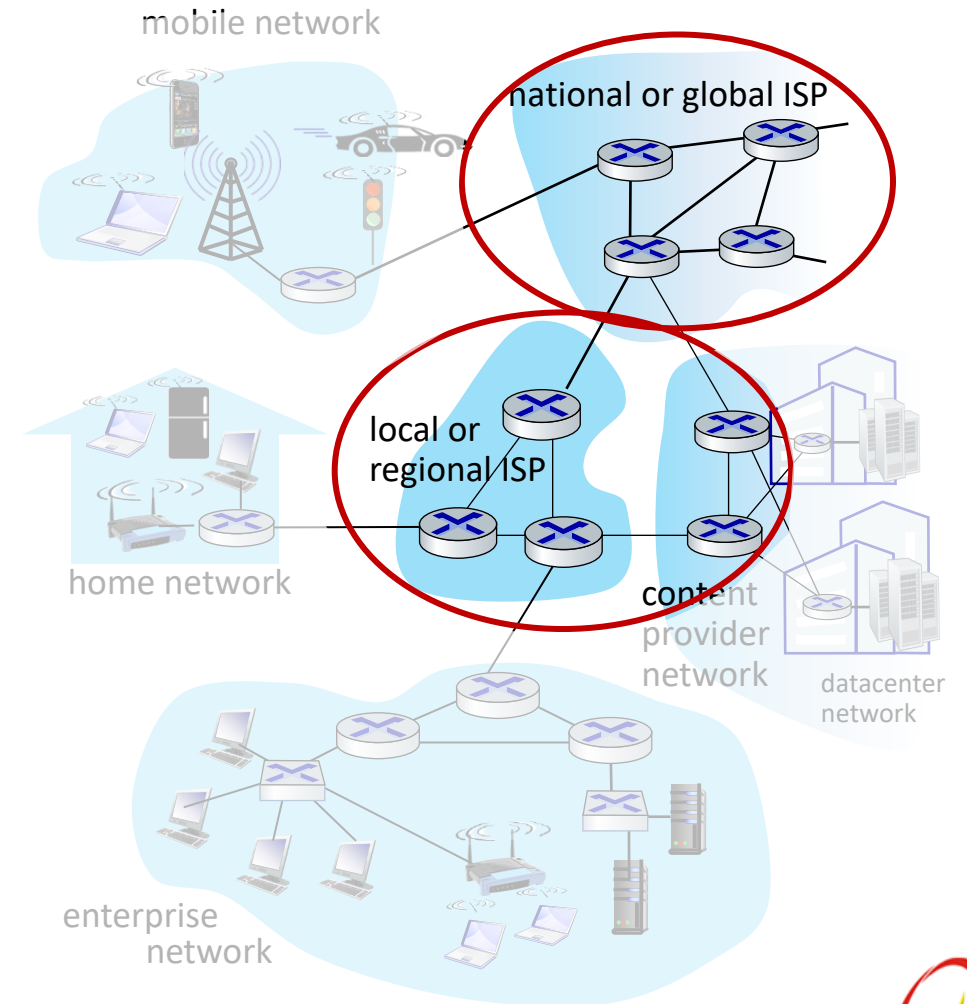 mobile network
national or global ISP
local or
regional ISP
home network
content
provider
network
datacenter
network
enterprise
network